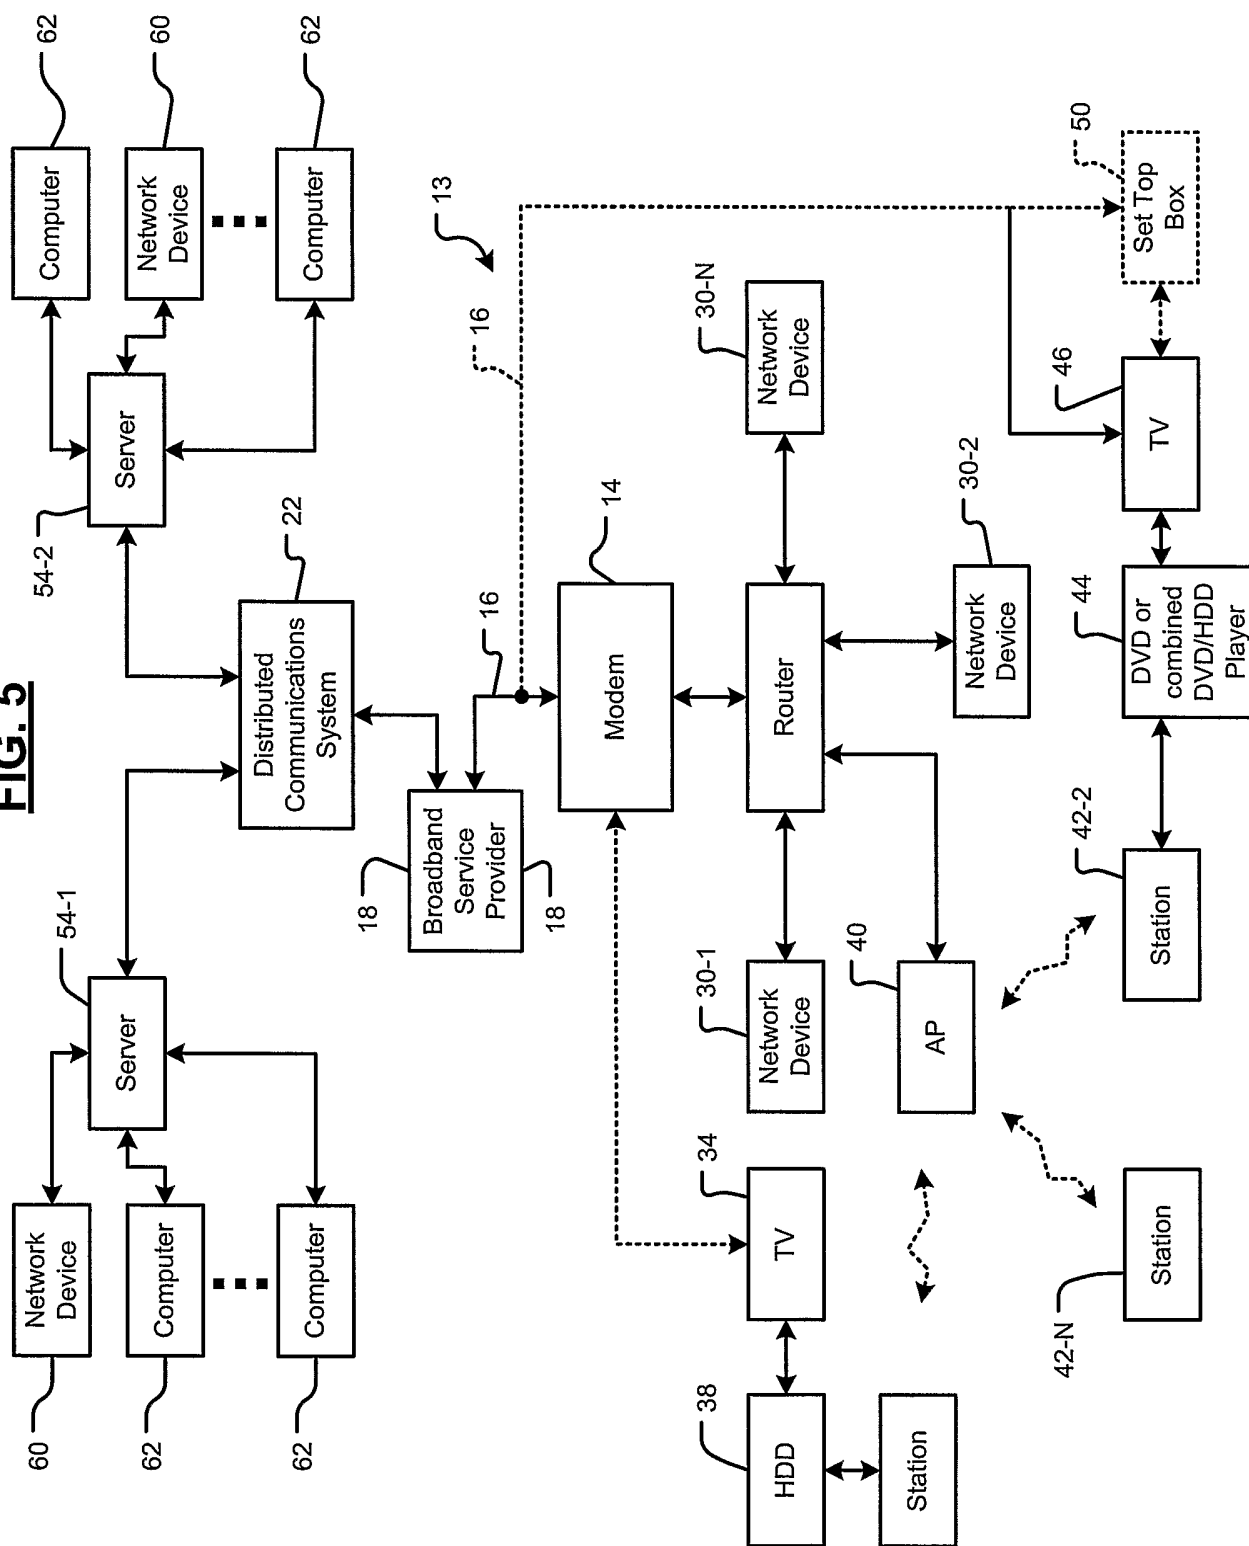 FIG. 5
60
Network
Device
54-1
54-2
Computer
62
62
Computer
Server
Server
Network
Device
60
62
Computer
Distributed
Communications
System
22
Computer
62
18
Broadband
Service
Provider
18
16
16
13
Modem
14
38
HDD
34
TV
30-1
Network
Device
Router
30-N
Network
Device
Station
40
AP
30-2
Network
Device
42-N
Station
42-2
Station
44
DVD or
combined
DVD/HDD
Player
46
TV
50
Set Top
Box